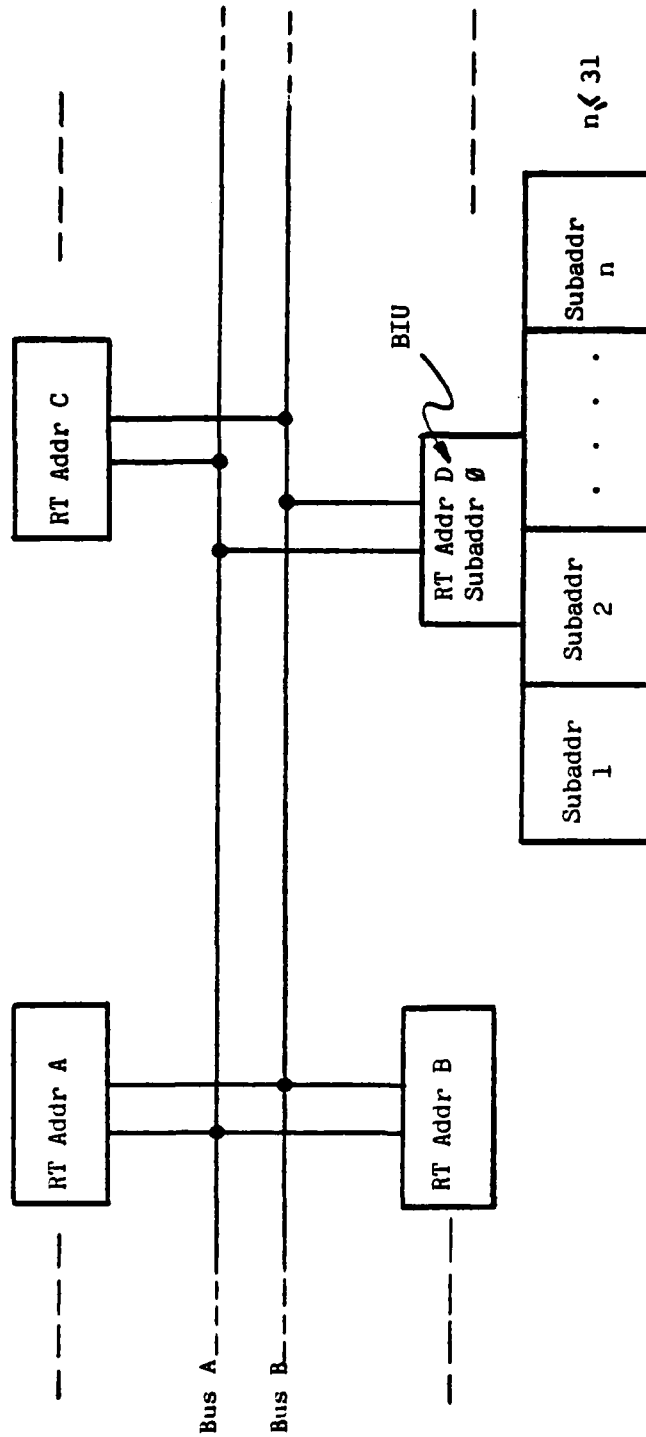 RT Addr A
RT Addr C
Bus A
Bus B
RT Addr B
RT Addr D
Subaddr Ø
BIU
Subaddr
1
Subaddr
2
. . . .
Subaddr
n
n⩽31